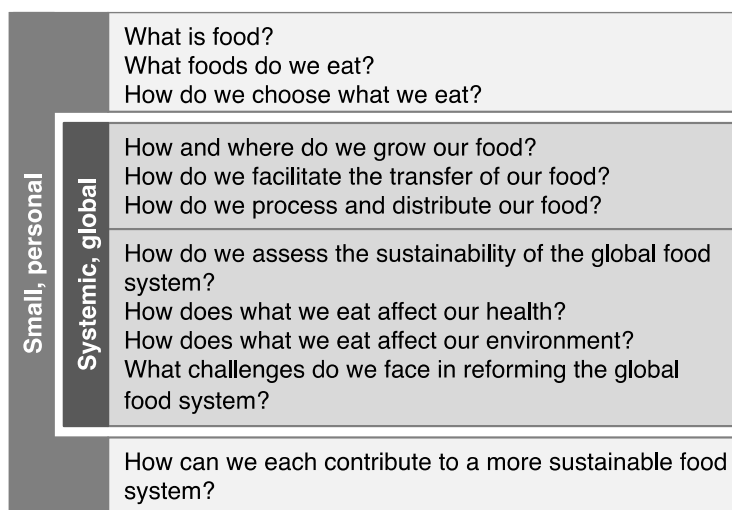 What is food?
What foods do we eat?
How do we choose what we eat?
Small, personal
Systemic, global
How and where do we grow our food?
How do we facilitate the transfer of our food?
How do we process and distribute our food?
How do we assess the sustainability of the global food
system?
How does what we eat affect our health?
How does what we eat affect our environment?
What challenges do we face in reforming the global
food system?
How can we each contribute to a more sustainable food
system?